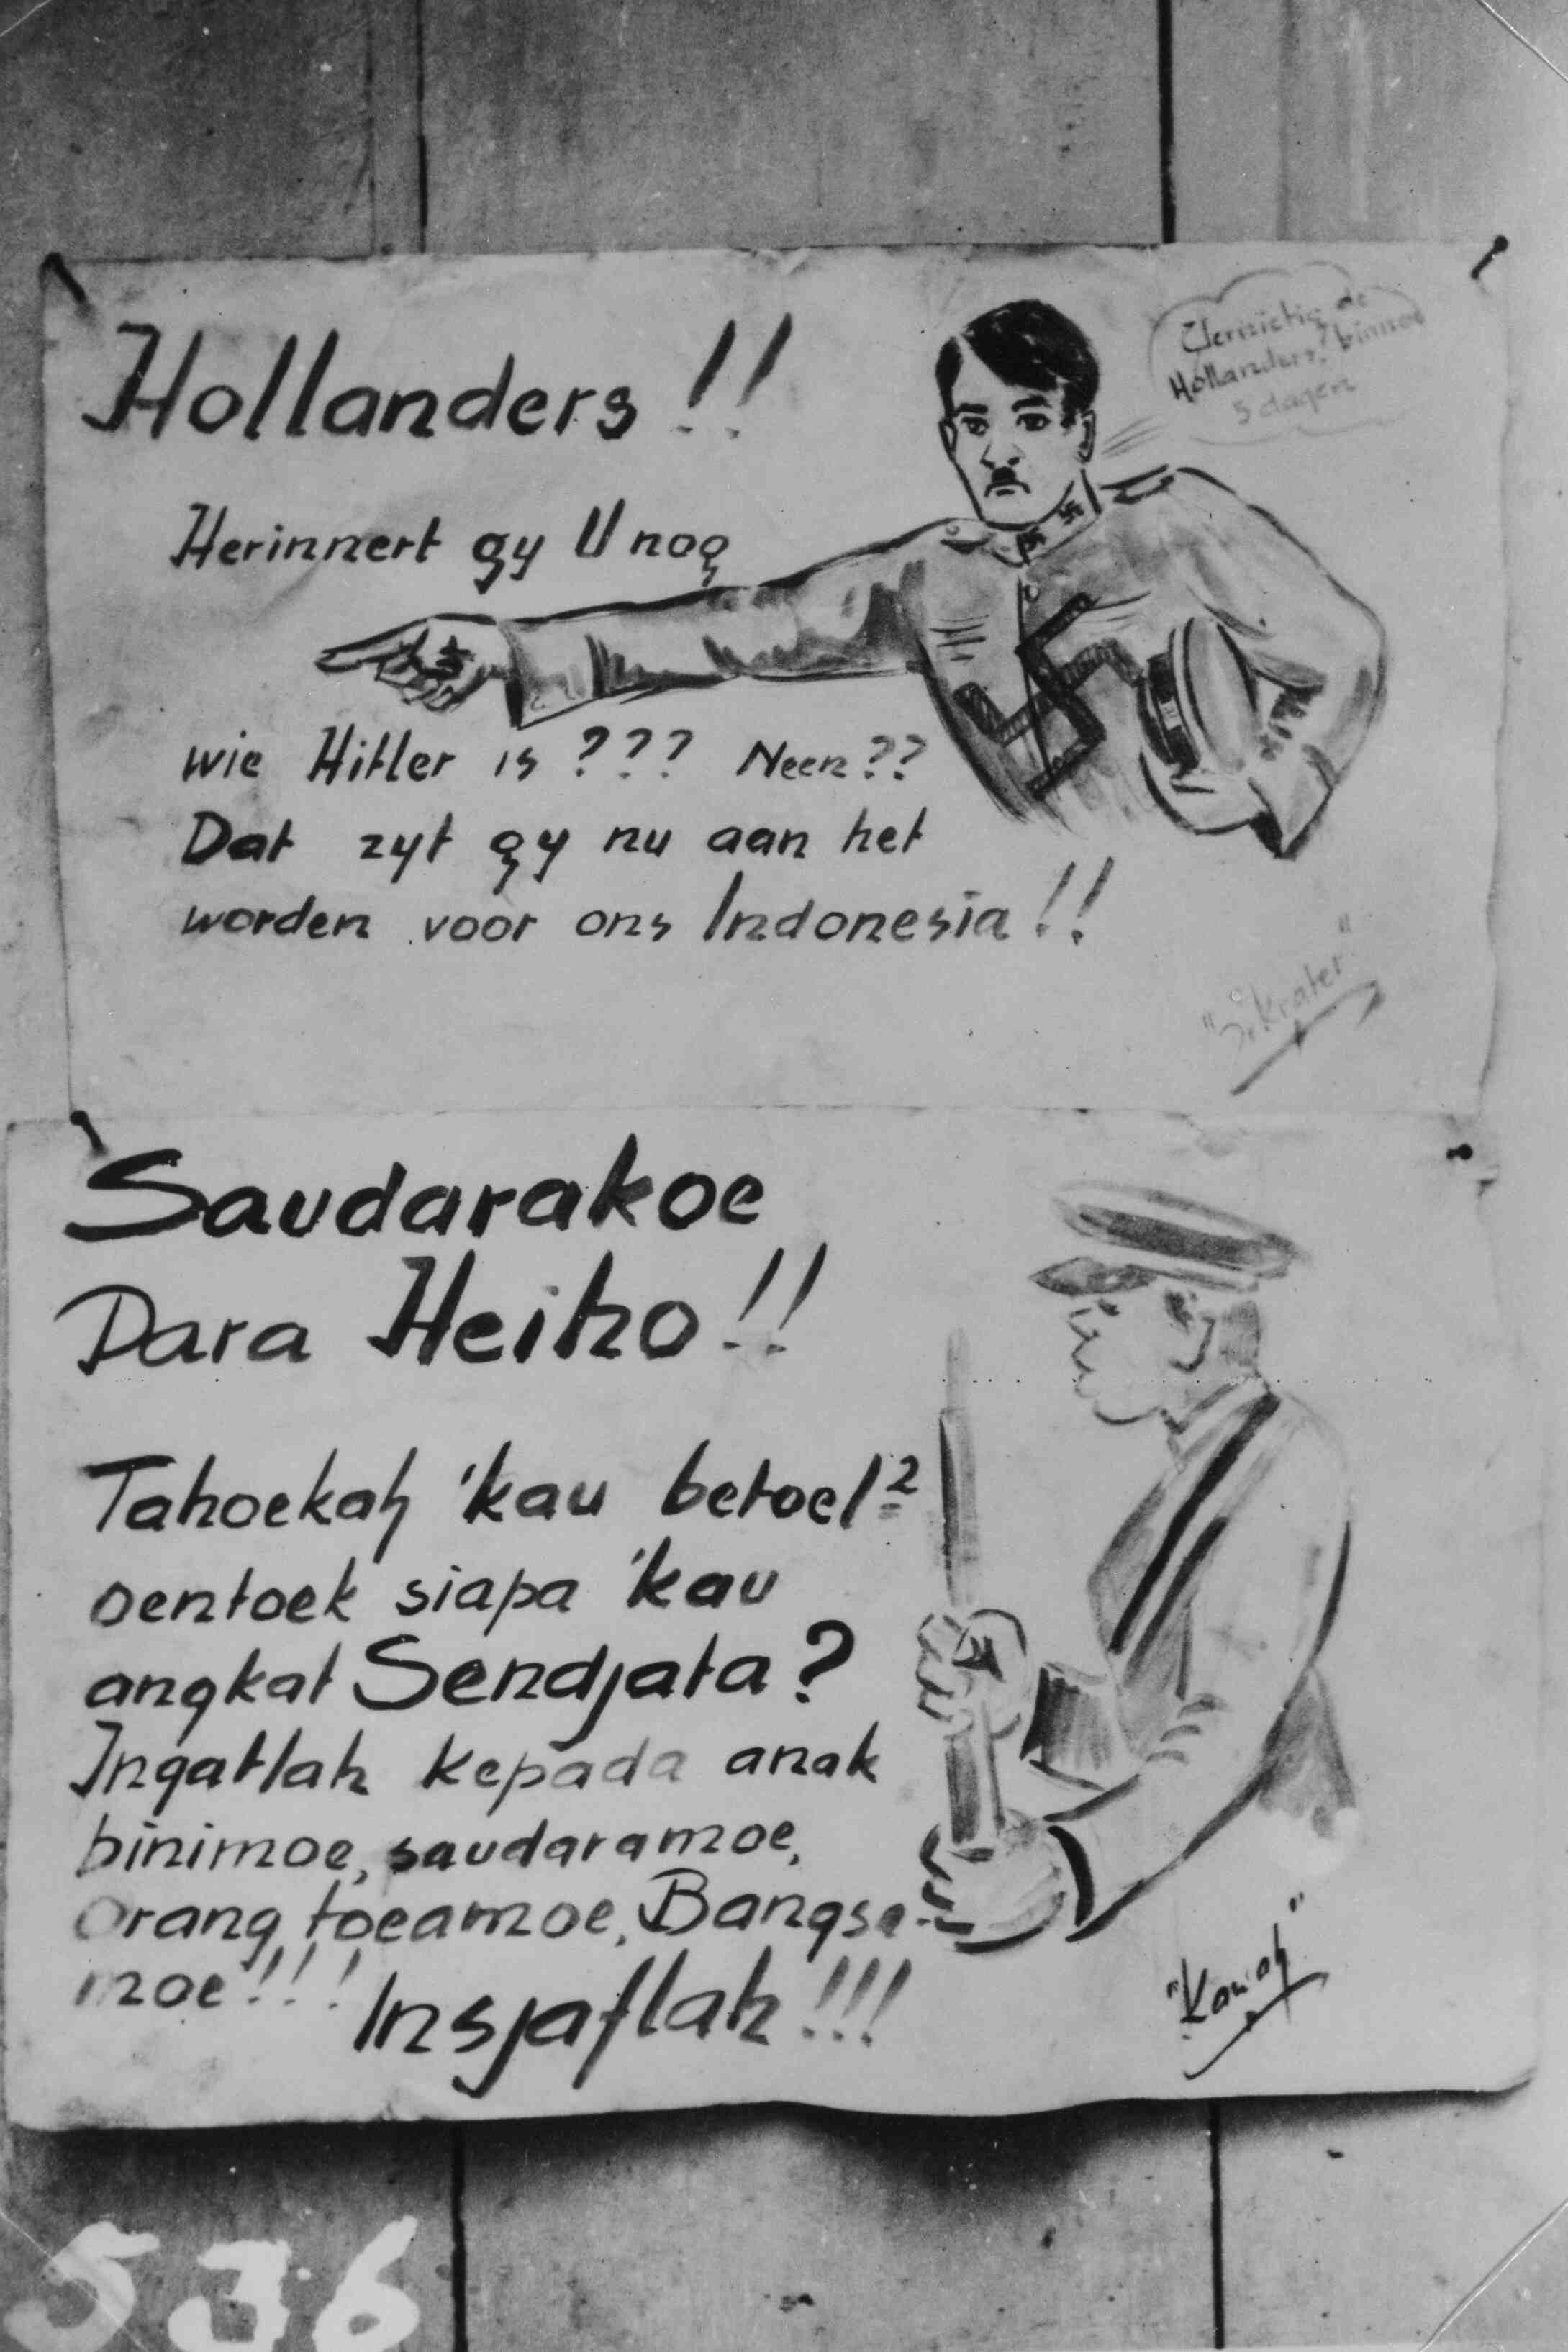 Hollanders!!
Vernietig de
Hollanders! binnen
5 dagen
Herinnert gy U nog
wie Hitler is??? Neen??
Dat zyt gy nu aan het
worden voor ons Indonesia!!
Saudarakoe
Para Heiho!!
Tahoekah 'kau betoel²
oentoek siapa 'kau
angkat Sendjata?
Ingatlah kepada anak
binimoe, saudaramoe,
orang toeamoe, Bangsa-
moe!!! Insjaflah!!!
536